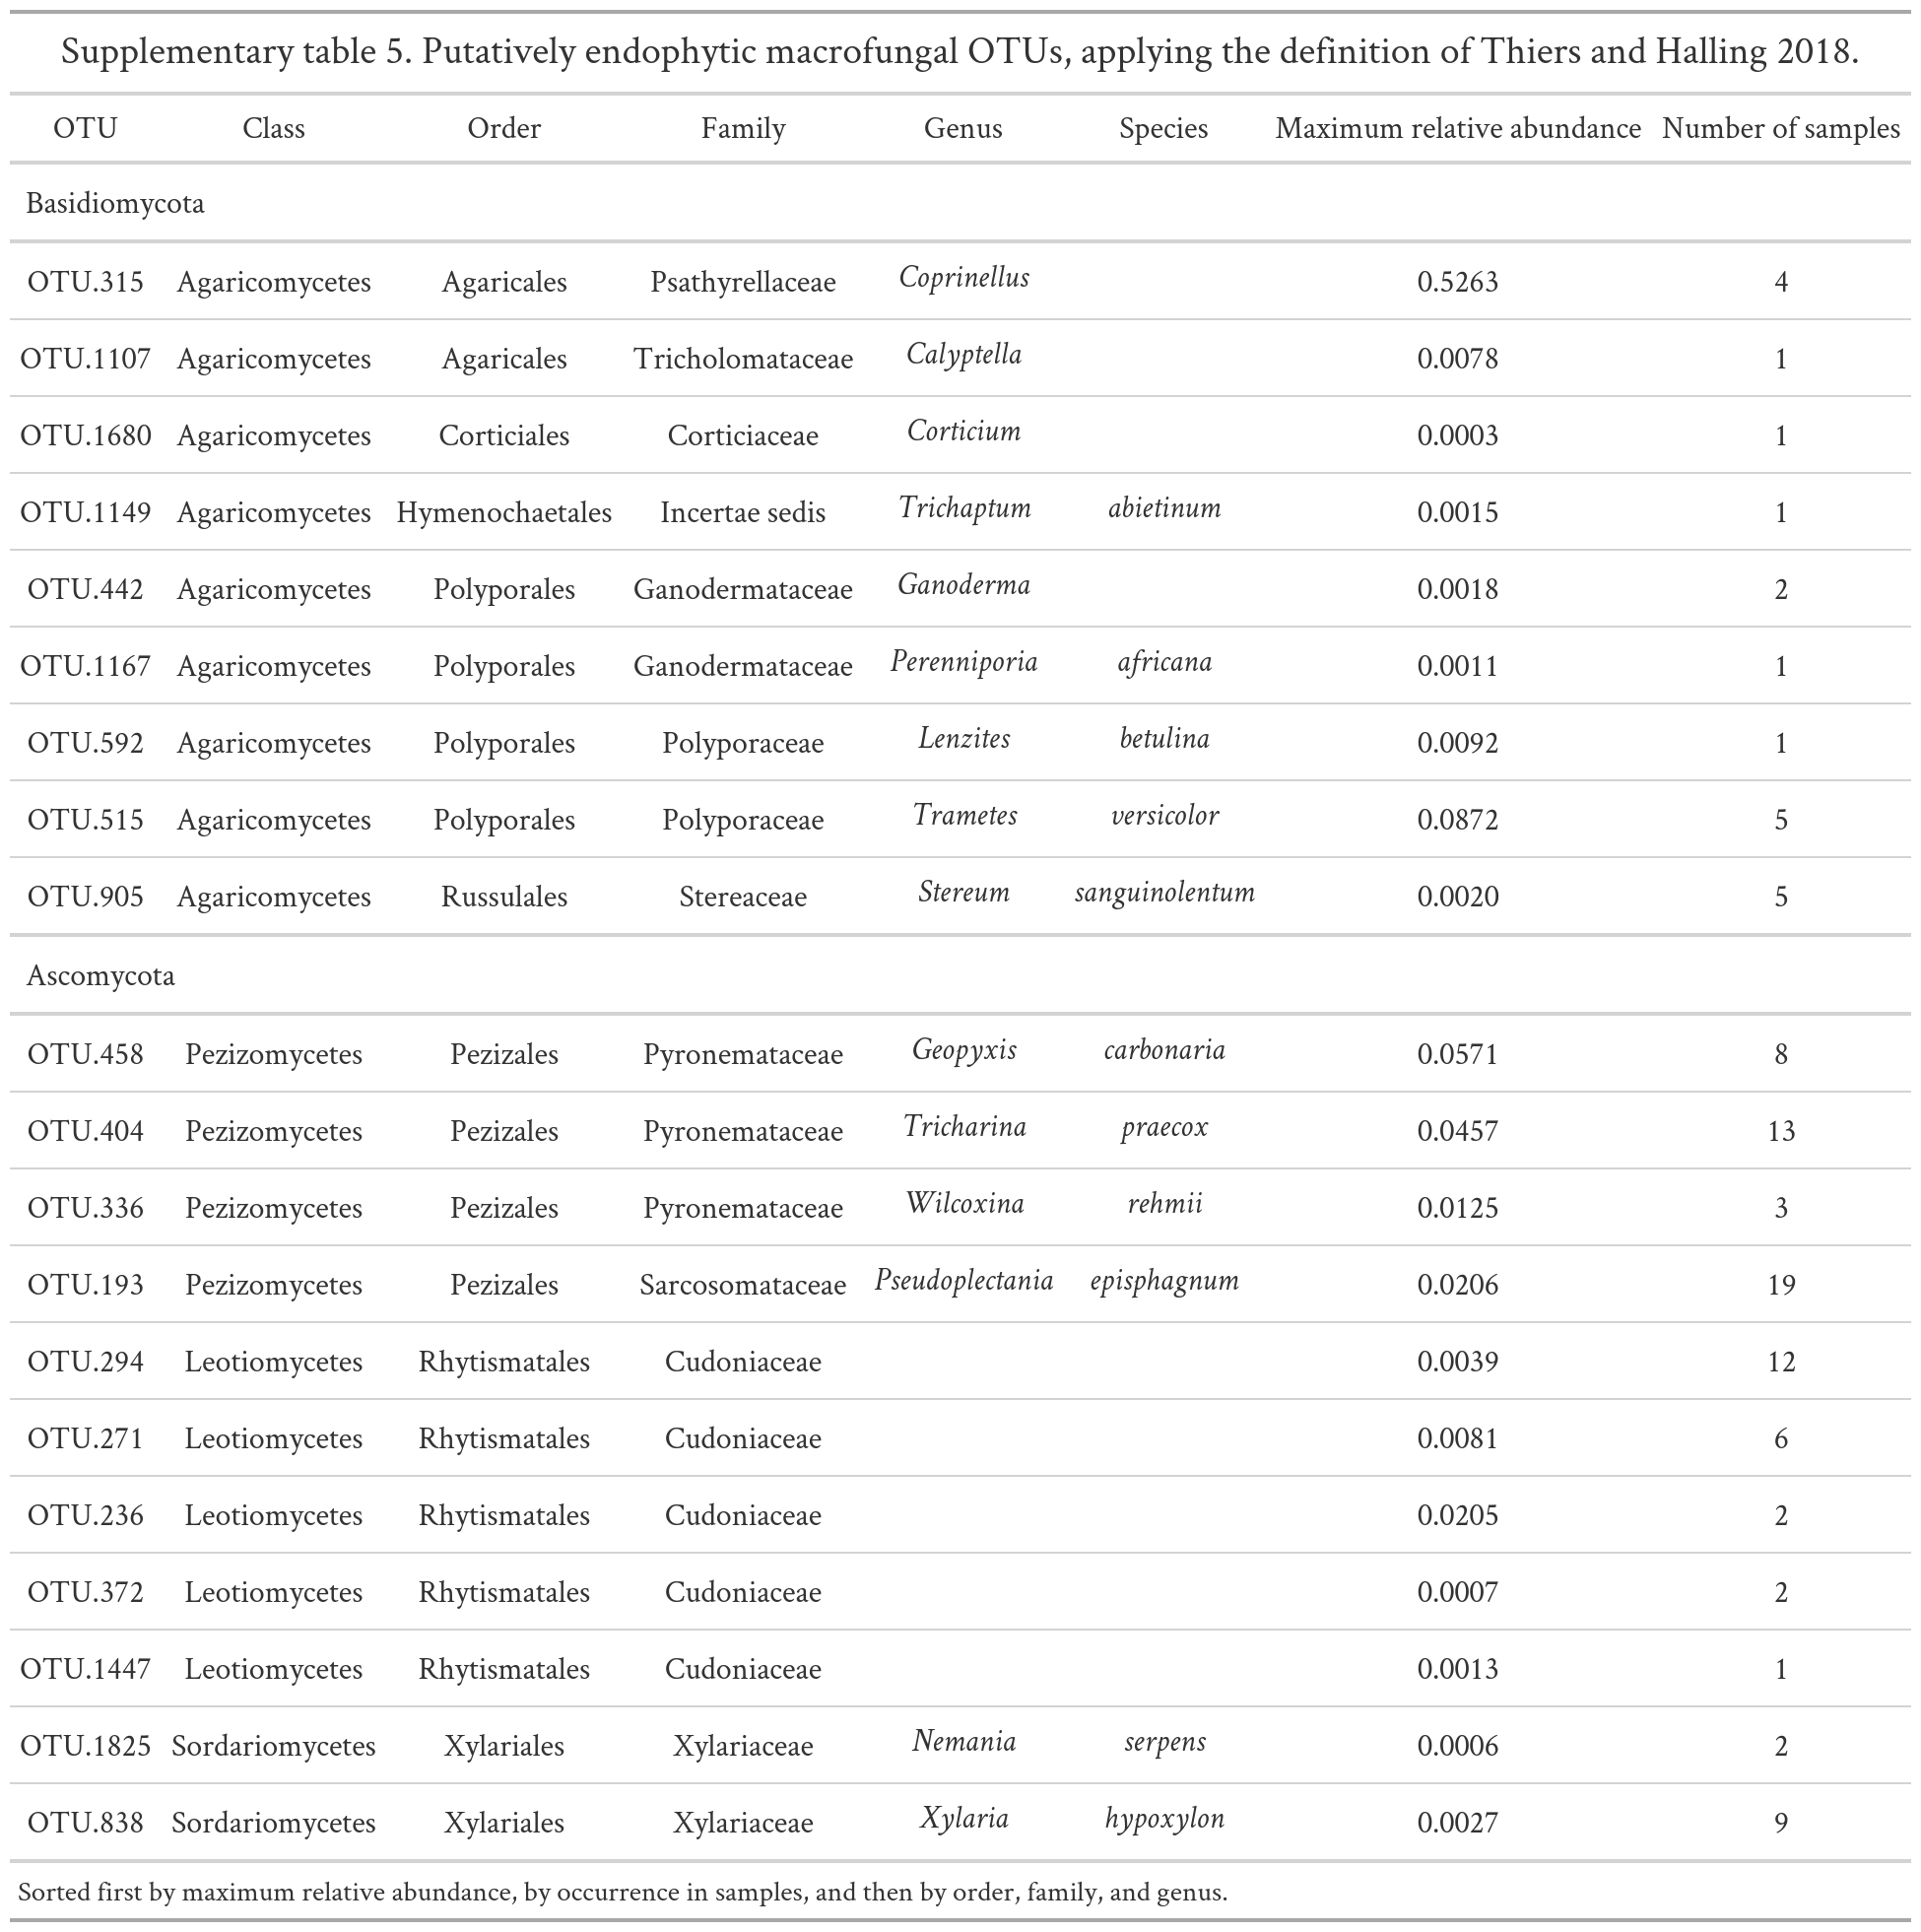 Supplementary table 5. Putatively endophytic macrofungal OTUs, applying the definition of Thiers and Halling 2018.
OTU Class Order Family Genus Species Maximum relative abundance Number of samples
Basidiomycota
OTU.315 Agaricomycetes Agaricales Psathyrellaceae Coprinellus 0.5263 4
OTU.1107 Agaricomycetes Agaricales Tricholomataceae Calyptella 0.0078 1
OTU.1680 Agaricomycetes Corticiales Corticiaceae Corticium 0.0003 1
OTU.1149 Agaricomycetes Hymenochaetales Incertae sedis Trichaptum abietinum 0.0015 1
OTU.442 Agaricomycetes Polyporales Ganodermataceae Ganoderma 0.0018 2
OTU.1167 Agaricomycetes Polyporales Ganodermataceae Perenniporia africana 0.0011 1
OTU.592 Agaricomycetes Polyporales Polyporaceae Lenzites betulina 0.0092 1
OTU.515 Agaricomycetes Polyporales Polyporaceae Trametes versicolor 0.0872 5
OTU.905 Agaricomycetes Russulales Stereaceae Stereum sanguinolentum 0.0020 5
Ascomycota
OTU.458 Pezizomycetes Pezizales Pyronemataceae Geopyxis carbonaria 0.0571 8
OTU.404 Pezizomycetes Pezizales Pyronemataceae Tricharina praecox 0.0457 13
OTU.336 Pezizomycetes Pezizales Pyronemataceae Wilcoxina rehmii 0.0125 3
OTU.193 Pezizomycetes Pezizales Sarcosomataceae Pseudoplectania episphagnum 0.0206 19
OTU.294 Leotiomycetes Rhytismatales Cudoniaceae 0.0039 12
OTU.271 Leotiomycetes Rhytismatales Cudoniaceae 0.0081 6
OTU.236 Leotiomycetes Rhytismatales Cudoniaceae 0.0205 2
OTU.372 Leotiomycetes Rhytismatales Cudoniaceae 0.0007 2
OTU.1447 Leotiomycetes Rhytismatales Cudoniaceae 0.0013 1
OTU.1825 Sordariomycetes Xylariales Xylariaceae Nemania serpens 0.0006 2
OTU.838 Sordariomycetes Xylariales Xylariaceae Xylaria hypoxylon 0.0027 9
Sorted first by maximum relative abundance, by occurrence in samples, and then by order, family, and genus.